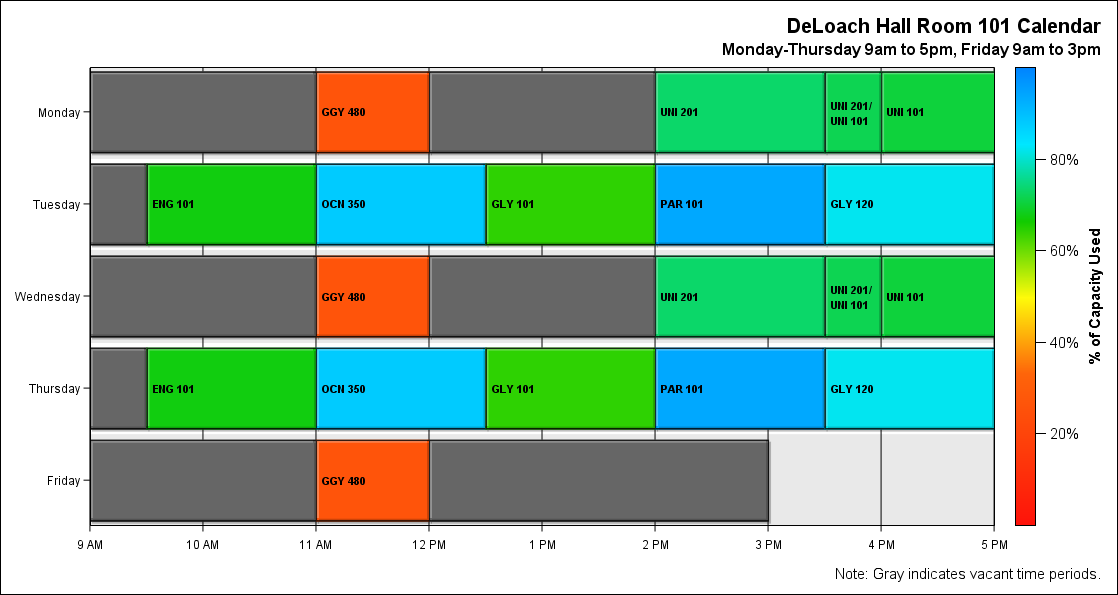 DeLoach Hall Room 101 Calendar
Monday-Thursday 9am to 5pm, Friday 9am to 3pm
Monday
GGY 480
UNI 201
UNI 201/
UNI 101
UNI 101
Tuesday
ENG 101
OCN 350
GLY 101
PAR 101
GLY 120
Wednesday
GGY 480
UNI 201
UNI 201/
UNI 101
UNI 101
Thursday
ENG 101
OCN 350
GLY 101
PAR 101
GLY 120
Friday
GGY 480
9 AM 10 AM 11 AM 12 PM 1 PM 2 PM 3 PM 4 PM 5 PM
80%
60%
40%
20%
% of Capacity Used
Note: Gray indicates vacant time periods.